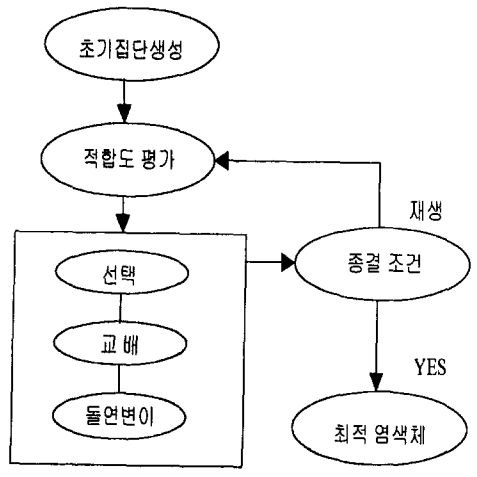 초기집단생성
적합도 평가
재생
종결 조건
선택
교 배
돌연변이
YES
최적 염색체